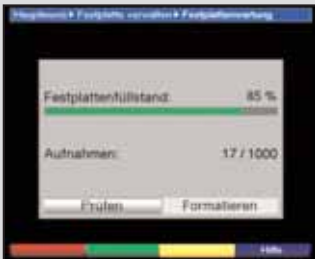 Hauptmenü ▸ Festplatte verwalten ▸ Festplattenwartung
Festplattenfüllstand: 85 %
Aufnahmen: 17 / 1000
Prüfen Formatieren
Hilfe